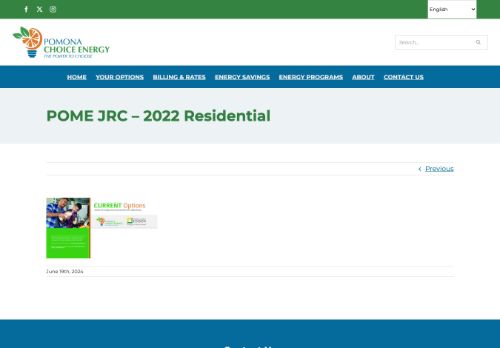 English
POMONA
CHOICE ENERGY
THE POWER TO CHOOSE
Search...
HOME YOUR OPTIONS BILLING & RATES ENERGY SAVINGS ENERGY PROGRAMS ABOUT CONTACT US
POME JRC – 2022 Residential
Previous
CURRENT Options
June 19th, 2024